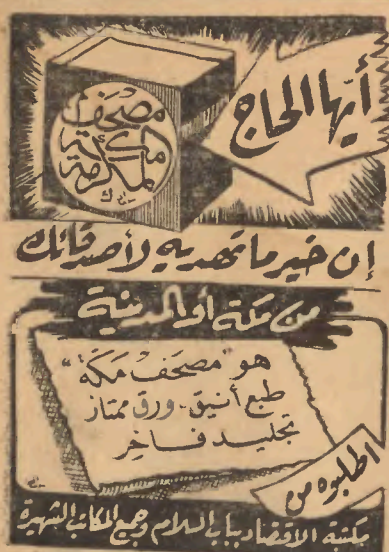 أيها الحاج
مصحف
مكة
المكرمة
إن خير ما تهديه لأصدقائك
من مكة أو المدينة
هو "مصحف مكة"
طبع أنيق - ورق ممتاز
تجليد فاخر
اطلبوه من
مكتبة الاقتصاد بباب السلام وجميع المكاتب الشهيرة